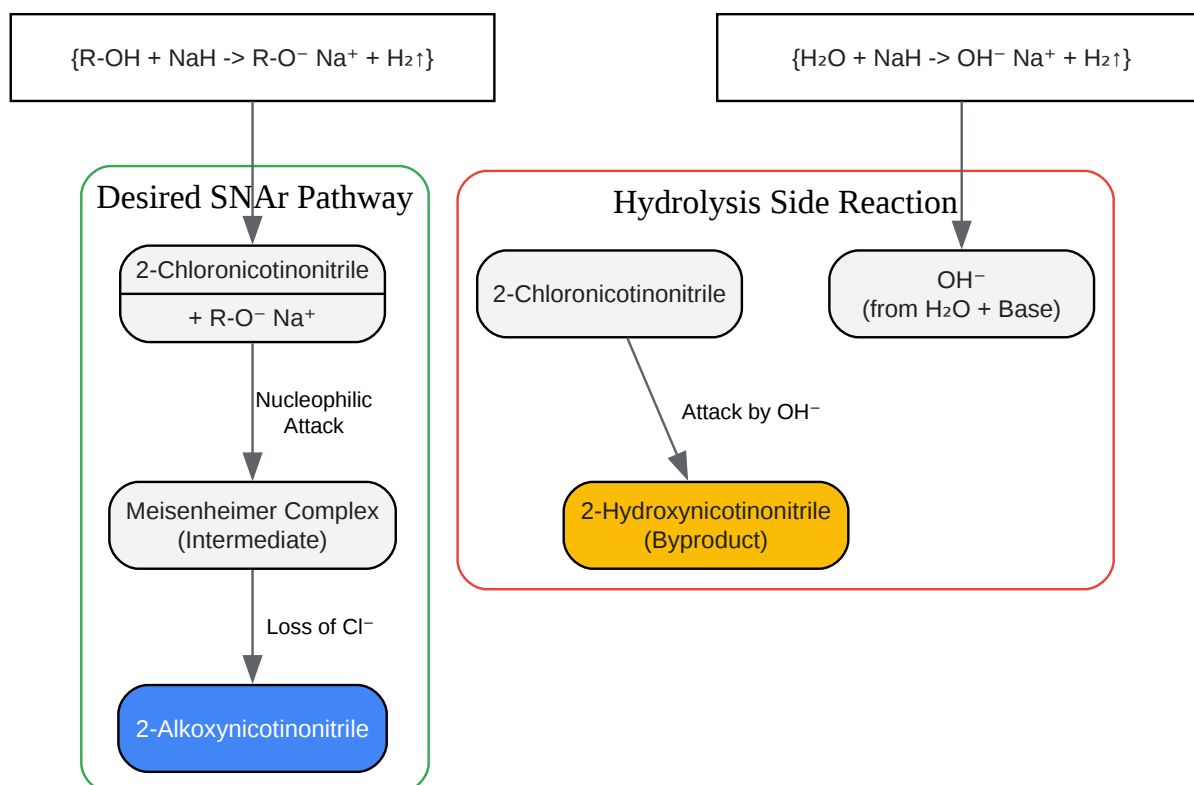 {R-OH + NaH -> R-O⁻ Na⁺ + H₂↑}
{H₂O + NaH -> OH⁻ Na⁺ + H₂↑}
Desired SNAr Pathway
2-Chloronicotinonitrile
+ R-O⁻ Na⁺
Nucleophilic
Attack
Meisenheimer Complex
(Intermediate)
Loss of Cl⁻
2-Alkoxynicotinonitrile
Hydrolysis Side Reaction
2-Chloronicotinonitrile
OH⁻
(from H₂O + Base)
Attack by OH⁻
2-Hydroxynicotinonitrile
(Byproduct)